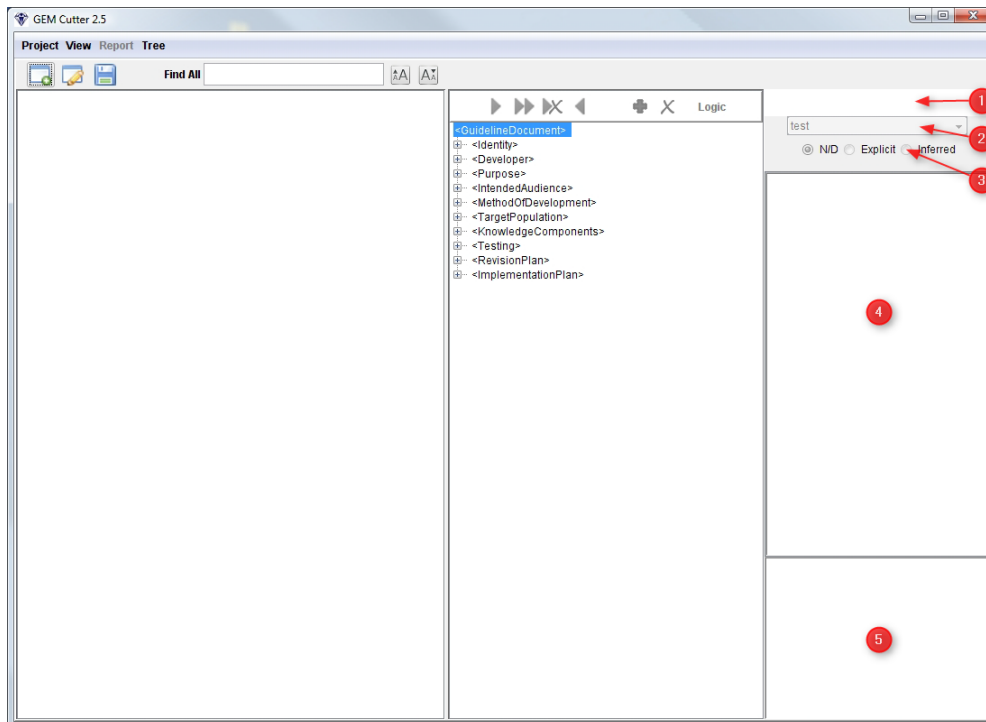 GEM Cutter 2.5
Project View Report Tree
Find All
Logic
1
test
2
N/D Explicit Inferred
3
<GuidelineDocument>
<Identity>
<Developer>
<Purpose>
<IntendedAudience>
<MethodOfDevelopment>
<TargetPopulation>
<KnowledgeComponents>
<Testing>
<RevisionPlan>
<ImplementationPlan>
4
5